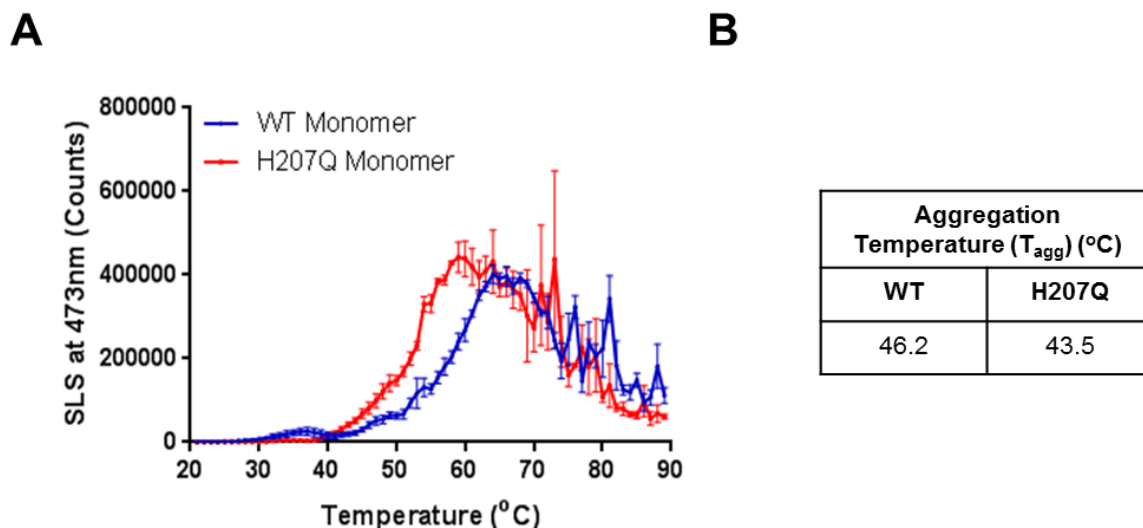 A
B
800000
600000
400000
200000
0
SLS at 473nm (Counts)
WT Monomer
H207Q Monomer
20 30 40 50 60 70 80 90
Temperature (°C)
Aggregation
Temperature (Tagg) (°C)
WT H207Q
46.2 43.5